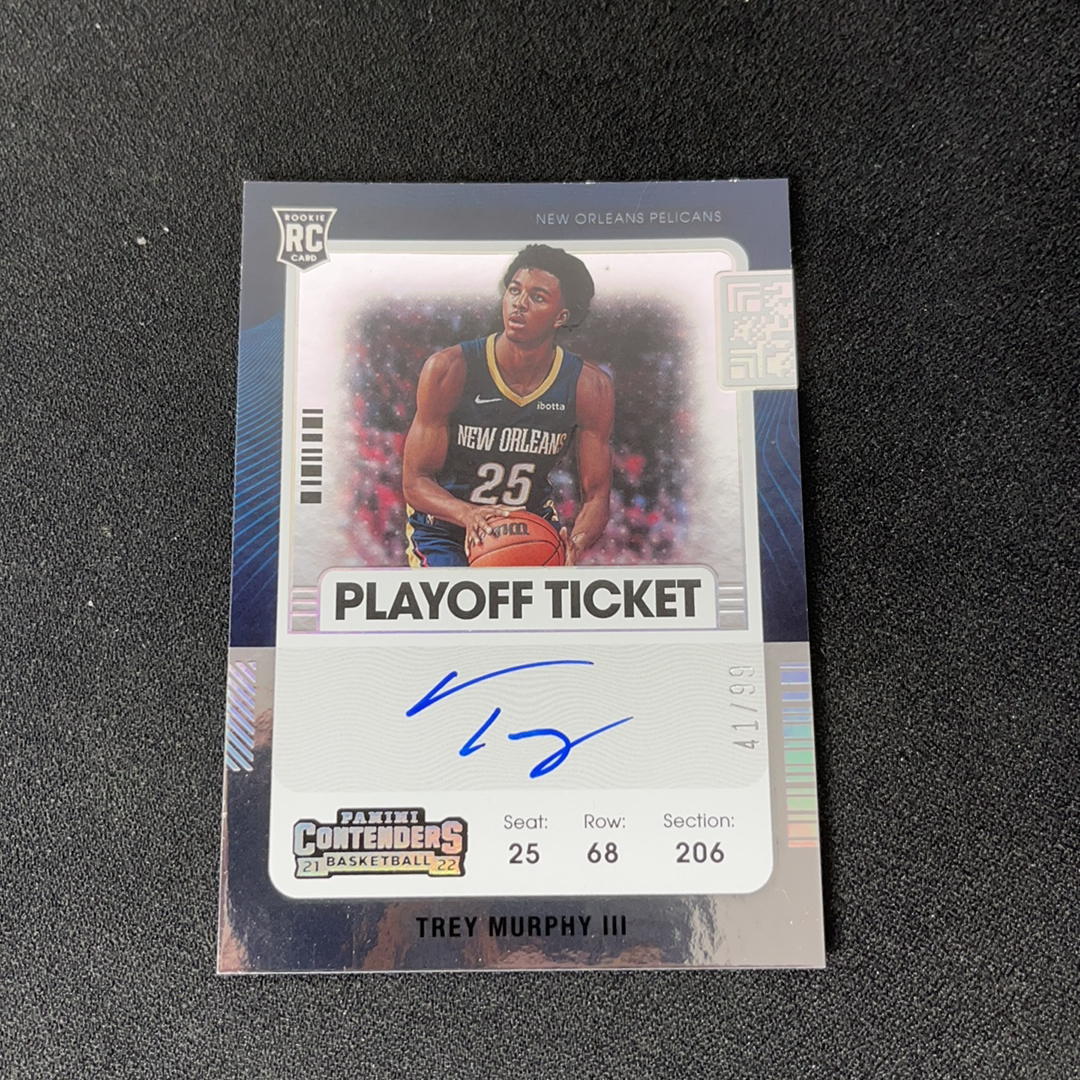 ROOKIE
RC
CARD
NEW ORLEANS PELICANS
ibotta
NEW ORLEANS
25
PLAYOFF TICKET
41/99
PANINI
CONTENDERS
21 BASKETBALL 22
Seat: Row: Section:
25 68 206
TREY MURPHY III